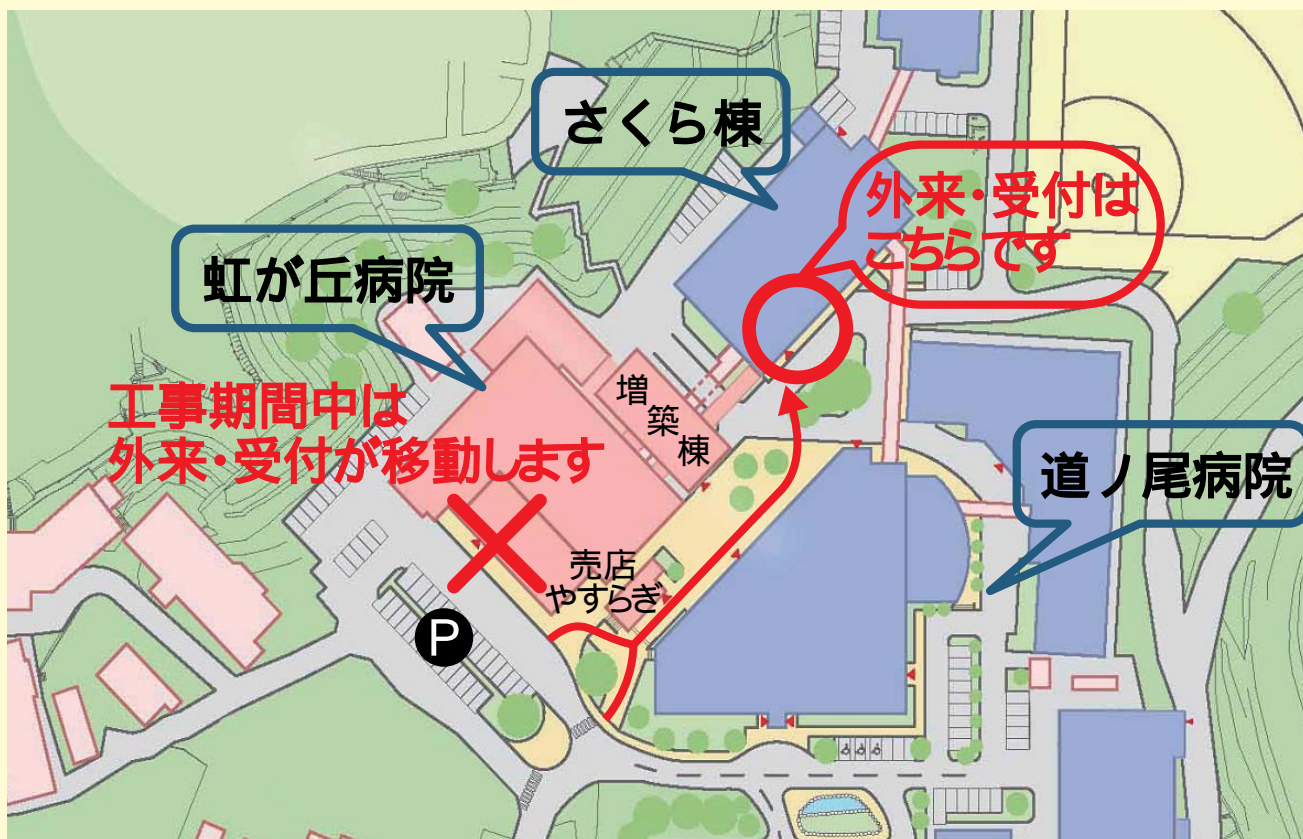 さくら棟
外来・受付は
こちらです
虹が丘病院
工事期間中は
外来・受付が移動します
増築棟
道ノ尾病院
売店
やすらぎ
P